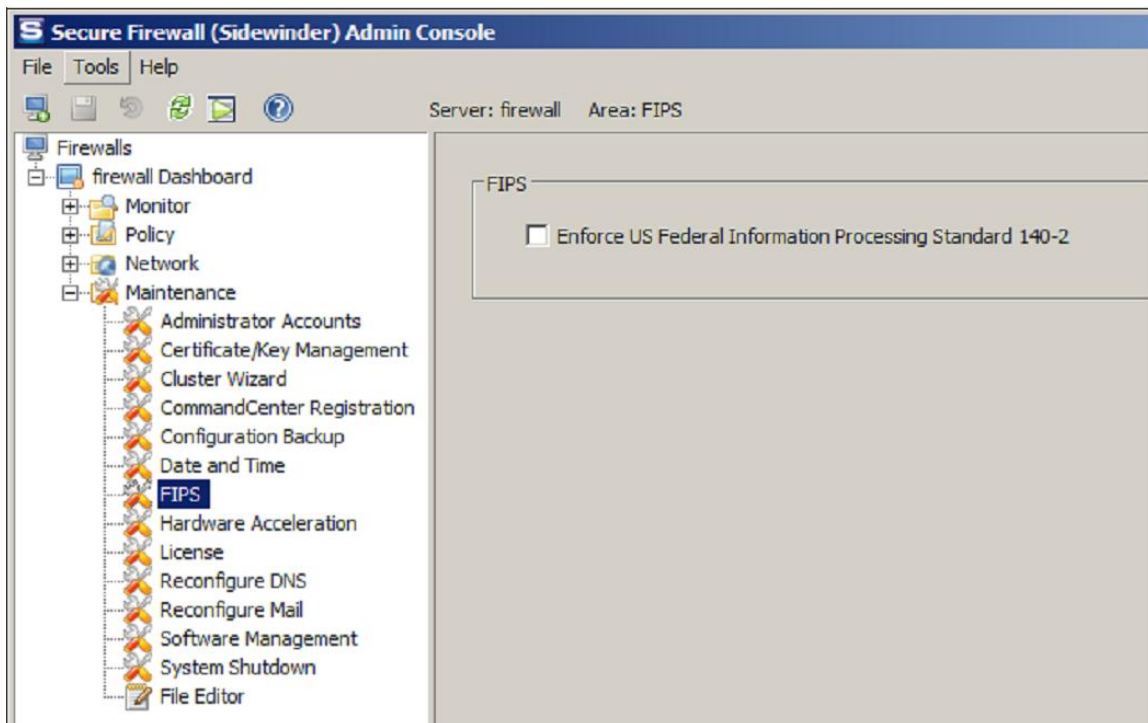 Secure Firewall (Sidewinder) Admin Console
File Tools Help
Server: firewall Area: FIPS
Firewalls
firewall Dashboard
Monitor
Policy
Network
Maintenance
Administrator Accounts
Certificate/Key Management
Cluster Wizard
CommandCenter Registration
Configuration Backup
Date and Time
FIPS
Hardware Acceleration
License
Reconfigure DNS
Reconfigure Mail
Software Management
System Shutdown
File Editor
FIPS
Enforce US Federal Information Processing Standard 140-2